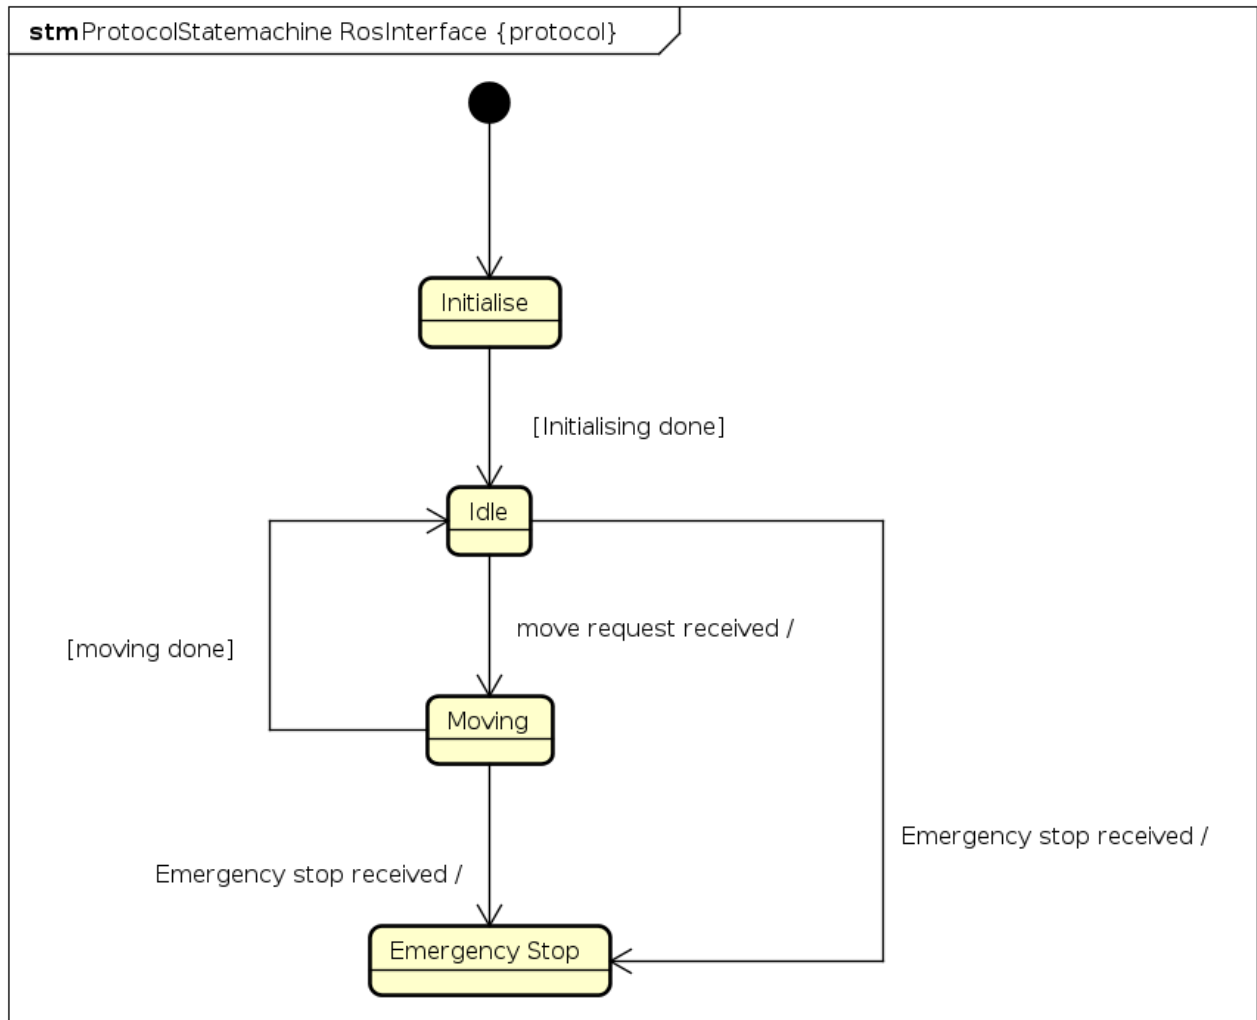 stm ProtocolStatemachine RosInterface {protocol}
Initialise
[Initialising done]
Idle
move request received /
[moving done]
Moving
Emergency stop received /
Emergency stop received /
Emergency Stop